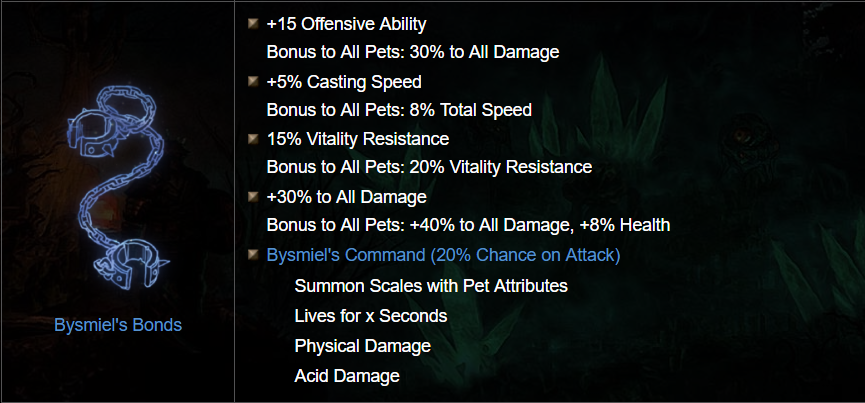 +15 Offensive Ability
Bonus to All Pets: 30% to All Damage
+5% Casting Speed
Bonus to All Pets: 8% Total Speed
15% Vitality Resistance
Bonus to All Pets: 20% Vitality Resistance
+30% to All Damage
Bonus to All Pets: +40% to All Damage, +8% Health
Bysmiel's Command (20% Chance on Attack)
Summon Scales with Pet Attributes
Lives for x Seconds
Physical Damage
Acid Damage
Bysmiel's Bonds